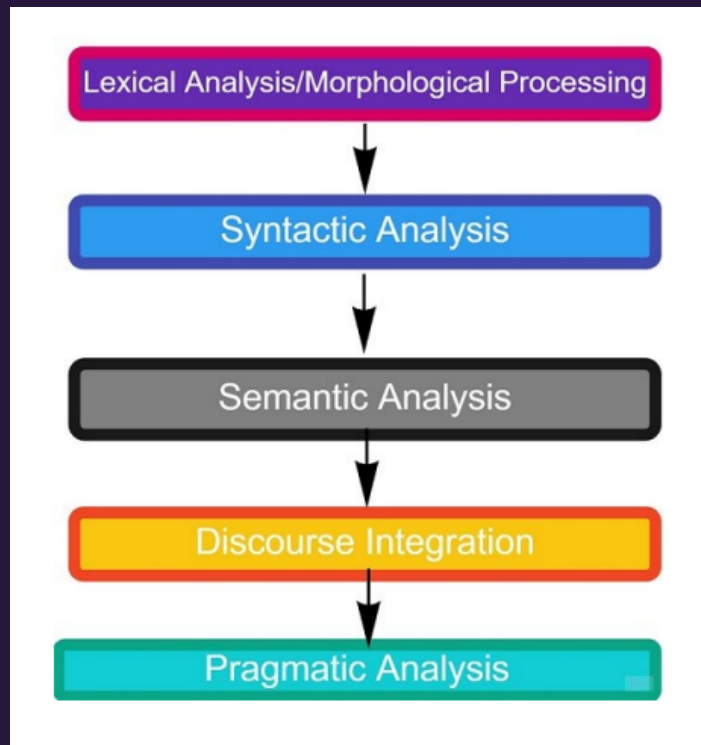 Lexical Analysis/Morphological Processing
Syntactic Analysis
Semantic Analysis
Discourse Integration
Pragmatic Analysis